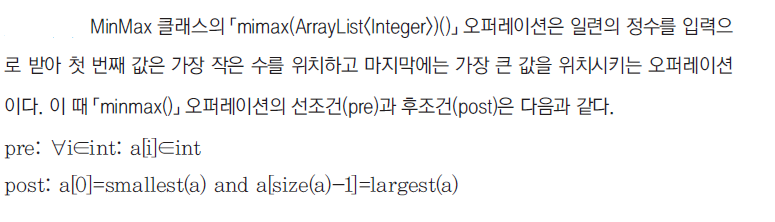 MinMax 클래스의 「mimax(ArrayList〈Integer〉)()」 오퍼레이션은 일련의 정수를 입력으
로 받아 첫 번째 값은 가장 작은 수를 위치하고 마지막에는 가장 큰 값을 위치시키는 오퍼레이션
이다. 이 때 「minmax()」 오퍼레이션의 선조건(pre)과 후조건(post)은 다음과 같다.
pre: ∀i∈int: a[i]∈int
post: a[0]=smallest(a) and a[size(a)-1]=largest(a)